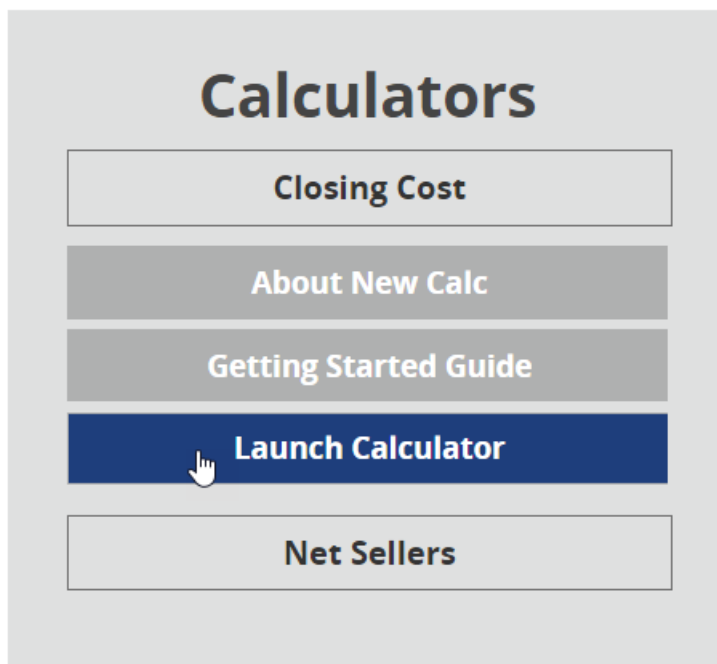 Calculators
Closing Cost
About New Calc
Getting Started Guide
Launch Calculator
Net Sellers